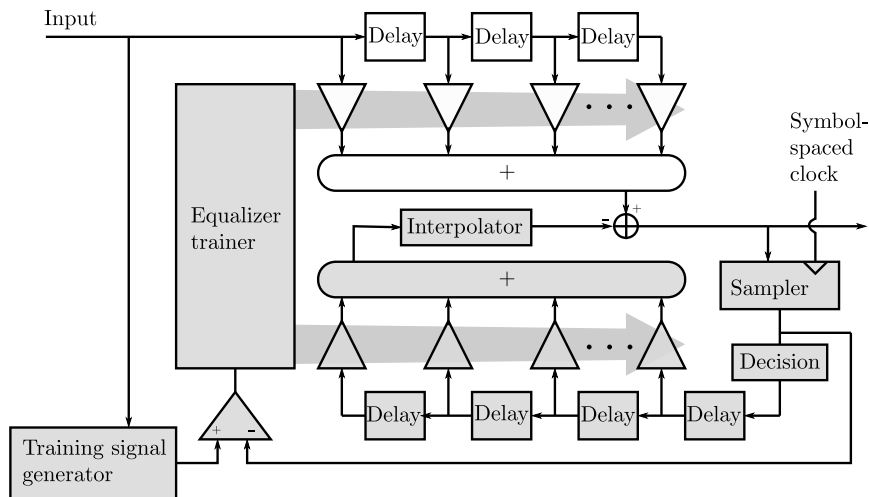 Input
Delay
Delay
Delay
Symbol-
spaced
clock
+
Equalizer
trainer
Interpolator
-
+
+
Sampler
Decision
Delay
Delay
Delay
Delay
+
-
Training signal
generator